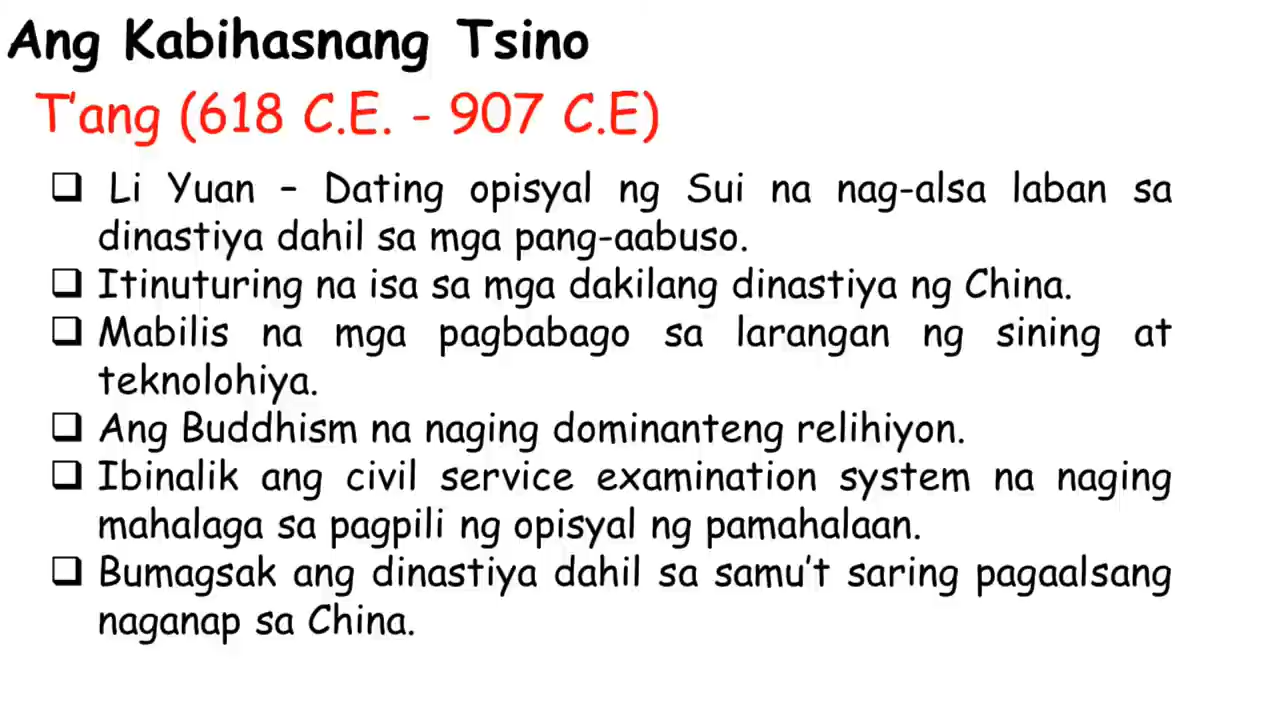 Ang Kabihasnang Tsino
T'ang (618 C.E. - 907 C.E)
❑ Li Yuan – Dating opisyal ng Sui na nag-alsa laban sa
dinastiya dahil sa mga pang-aabuso.
❑ Itinuturing na isa sa mga dakilang dinastiya ng China.
❑ Mabilis na mga pagbabago sa larangan ng sining at
teknolohiya.
❑ Ang Buddhism na naging dominanteng relihiyon.
❑ Ibinalik ang civil service examination system na naging
mahalaga sa pagpili ng opisyal ng pamahalaan.
❑ Bumagsak ang dinastiya dahil sa samu't saring pagaalsang
naganap sa China.